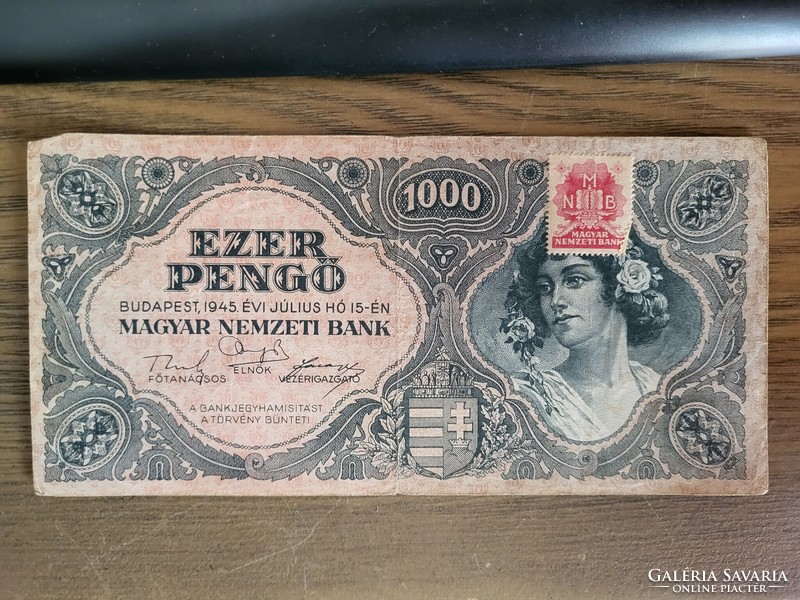 1000
M
N B
MAGYAR
NEMZETI BANK
EZER
PENGŐ
BUDAPEST, 1945. ÉVI JÚLIUS HÓ 15-ÉN
MAGYAR NEMZETI BANK
FŐTANÁCSOS
ELNÖK
VEZÉRIGAZGATÓ
A BANKJEGYHAMISITÁST
A TÖRVÉNY BÜNTETI
GALÉRIA SAVARIA
ONLINE PIACTÉR